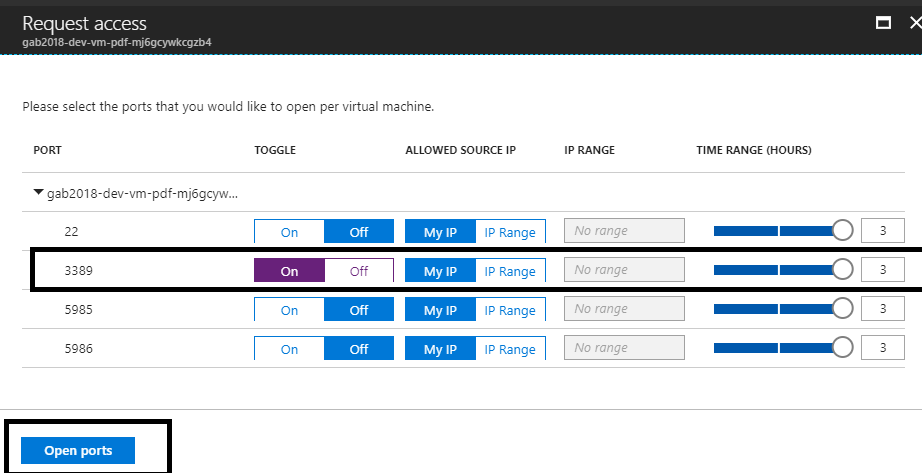 Request access
gab2018-dev-vm-pdf-mj6gcywkcgzb4
Please select the ports that you would like to open per virtual machine.
PORT TOGGLE ALLOWED SOURCE IP IP RANGE TIME RANGE (HOURS)
gab2018-dev-vm-pdf-mj6gcyw...
22 On Off My IP IP Range No range 3
3389 On Off My IP IP Range No range 3
5985 On Off My IP IP Range No range 3
5986 On Off My IP IP Range No range 3
Open ports